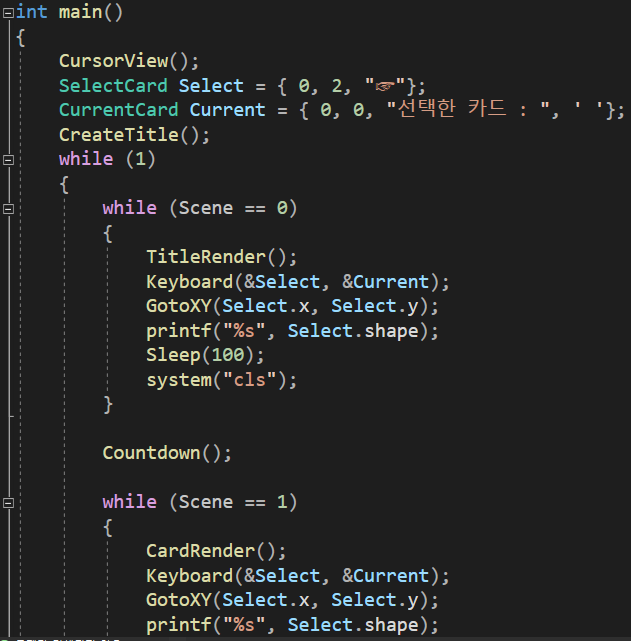 int main()
{
CursorView();
SelectCard Select = { 0, 2, "☞"};
CurrentCard Current = { 0, 0, "선택한 카드 : ", ' '};
CreateTitle();
while (1)
{
while (Scene == 0)
{
TitleRender();
Keyboard(&Select, &Current);
GotoXY(Select.x, Select.y);
printf("%s", Select.shape);
Sleep(100);
system("cls");
}
Countdown();
while (Scene == 1)
{
CardRender();
Keyboard(&Select, &Current);
GotoXY(Select.x, Select.y);
printf("%s", Select.shape);